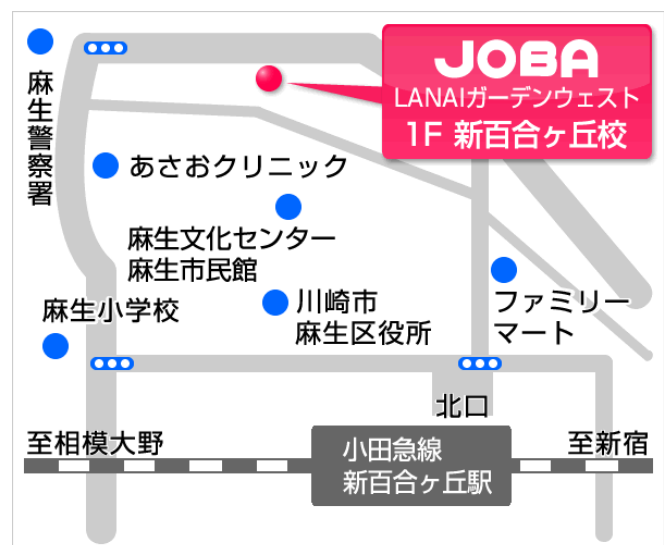 JOBA
LANAIガーデンウェスト
1F 新百合ヶ丘校
麻生警察署
あさおクリニック
麻生文化センター
麻生市民館
麻生小学校
川崎市
麻生区役所
ファミリー
マート
北口
至相模大野
小田急線
新百合ヶ丘駅
至新宿